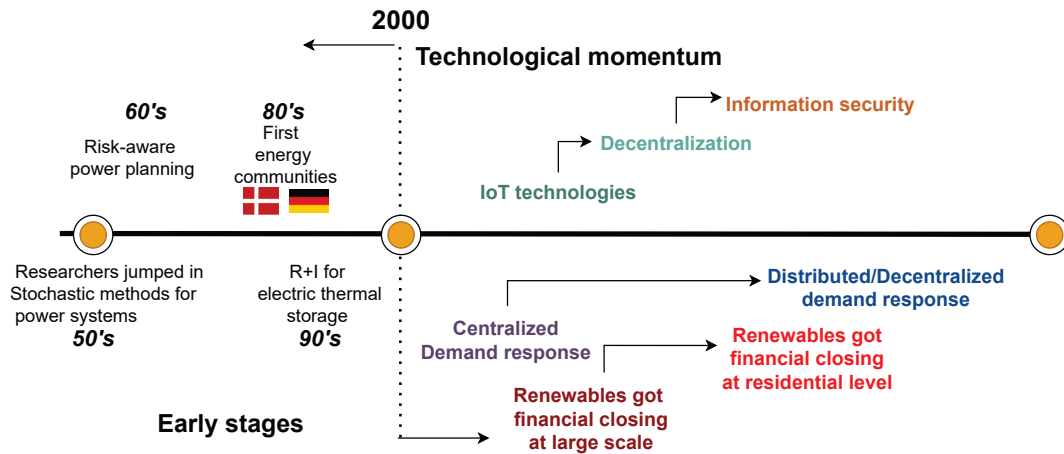 2000
Technological momentum
60's
Risk-aware
power planning
80's
First
energy
communities
Information security
Decentralization
IoT technologies
Researchers jumped in
Stochastic methods for
power systems
50's
R+I for
electric thermal
storage
90's
Centralized
Demand response
Distributed/Decentralized
demand response
Renewables got
financial closing
at residential level
Renewables got
financial closing
at large scale
Early stages